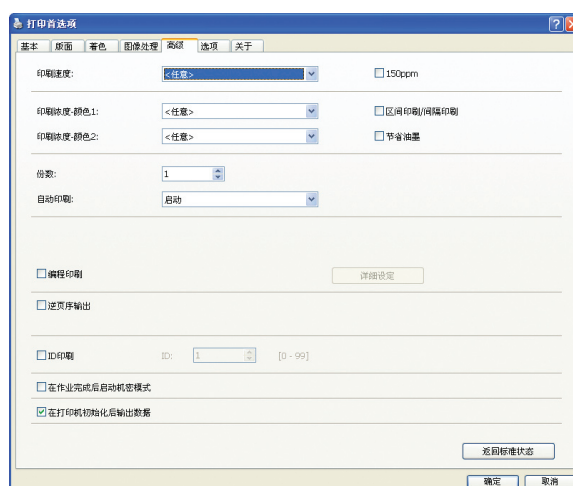 打印首选项
基本 版面 着色 图像处理 高级 选项 关于
印刷速度: <任意> 150ppm
印刷浓度-颜色1: <任意> 区间印刷/间隔印刷
印刷浓度-颜色2: <任意> 节省油墨
份数: 1
自动印刷: 启动
编程印刷 详细设定
逆页序输出
ID印刷 ID: 1 [0 - 99]
在作业完成后启动机密模式
在打印机初始化后输出数据
返回标准状态
确定 取消